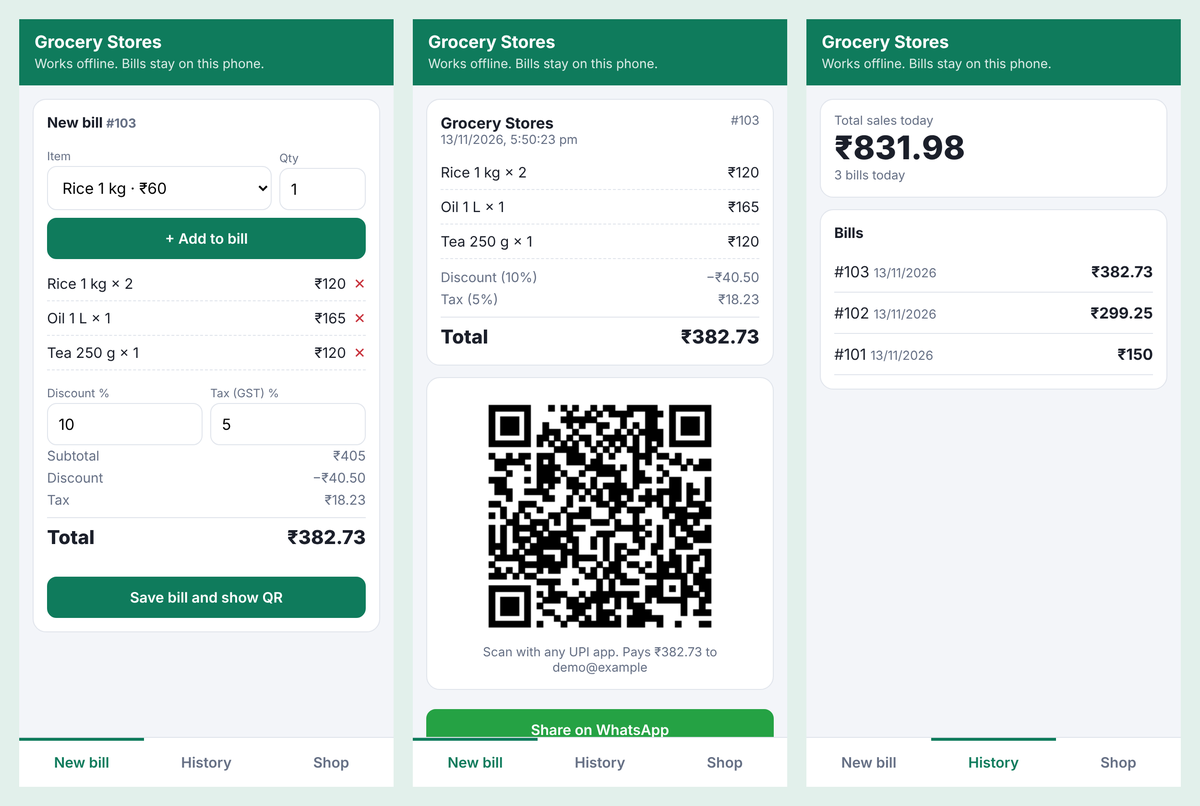 Grocery Stores
Works offline. Bills stay on this phone.
New bill #103
Item Qty
Rice 1 kg · ₹60 1
+ Add to bill
Rice 1 kg × 2 ₹120 ×
Oil 1 L × 1 ₹165 ×
Tea 250 g × 1 ₹120 ×
Discount % Tax (GST) %
10 5
Subtotal ₹405
Discount −₹40.50
Tax ₹18.23
Total ₹382.73
Save bill and show QR
New bill History Shop
Grocery Stores
Works offline. Bills stay on this phone.
Grocery Stores #103
13/11/2026, 5:50:23 pm
Rice 1 kg × 2 ₹120
Oil 1 L × 1 ₹165
Tea 250 g × 1 ₹120
Discount (10%) −₹40.50
Tax (5%) ₹18.23
Total ₹382.73
Scan with any UPI app. Pays ₹382.73 to
demo@example
Share on WhatsApp
New bill History Shop
Grocery Stores
Works offline. Bills stay on this phone.
Total sales today
₹831.98
3 bills today
Bills
#103 13/11/2026 ₹382.73
#102 13/11/2026 ₹299.25
#101 13/11/2026 ₹150
New bill History Shop